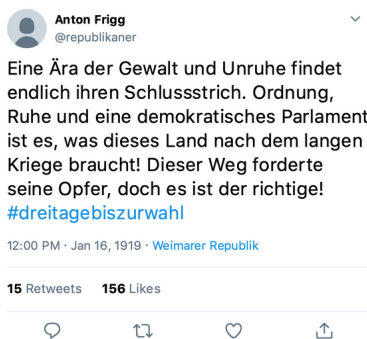 Anton Frigg
@republikaner
Eine Ära der Gewalt und Unruhe findet
endlich ihren Schlussstrich. Ordnung,
Ruhe und eine demokratisches Parlament
ist es, was dieses Land nach dem langen
Kriege braucht! Dieser Weg forderte
seine Opfer, doch es ist der richtige!
#dreitagebiszurwahl
12:00 PM · Jan 16, 1919 · Weimarer Republik
15 Retweets 156 Likes